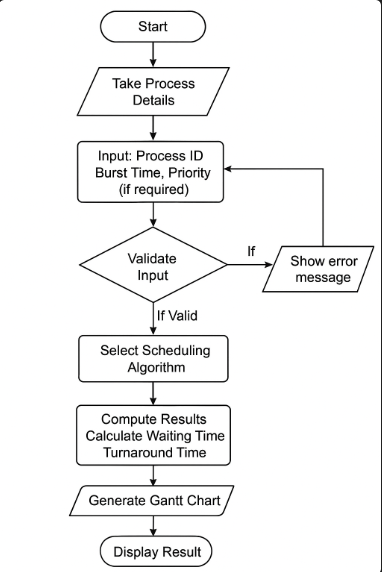 Start
Take Process
Details
Input: Process ID
Burst Time, Priority
(if required)
Validate
Input
If
Show error
message
If Valid
Select Scheduling
Algorithm
Compute Results
Calculate Waiting Time
Turnaround Time
Generate Gantt Chart
Display Result